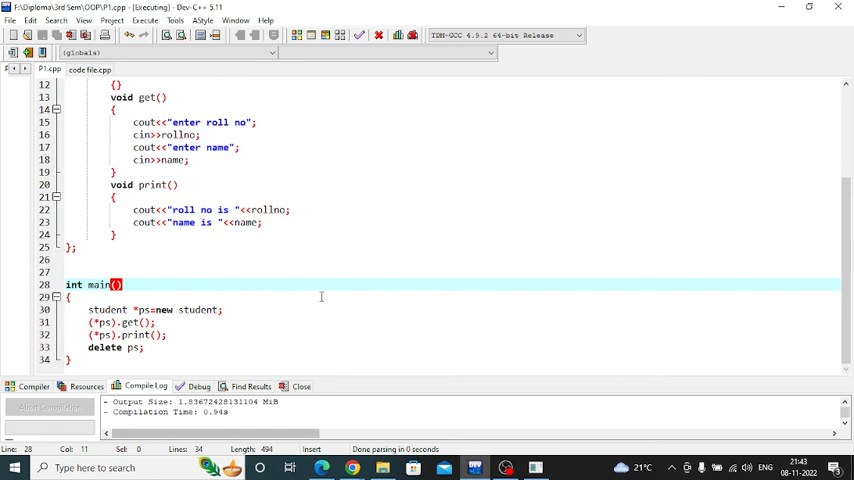 F:\Diploma\3rd Sem\OOP\P1.cpp - [Executing] - Dev-C++ 5.11
File Edit Search View Project Execute Tools AStyle Window Help
TDM-GCC 4.9.2 64-bit Release
(globals)
P1.cpp code file.cpp
12 {}
13 void get()
14 {
15 cout<<"enter roll no";
16 cin>>rollno;
17 cout<<"enter name";
18 cin>>name;
19 }
20 void print()
21 {
22 cout<<"roll no is "<<rollno;
23 cout<<"name is "<<name;
24 }
25 };
26
27
28 int main()
29 {
30 student *ps=new student;
31 (*ps).get();
32 (*ps).print();
33 delete ps;
34 }
Compiler Resources Compile Log Debug Find Results Close
Abort Compilation
- Output Size: 1.83672428131104 MiB
- Compilation Time: 0.94s
Line: 28 Col: 11 Sel: 0 Lines: 34 Length: 494 Insert Done parsing in 0 seconds
Type here to search
DEV
21°C
ENG
21:43
08-11-2022
3